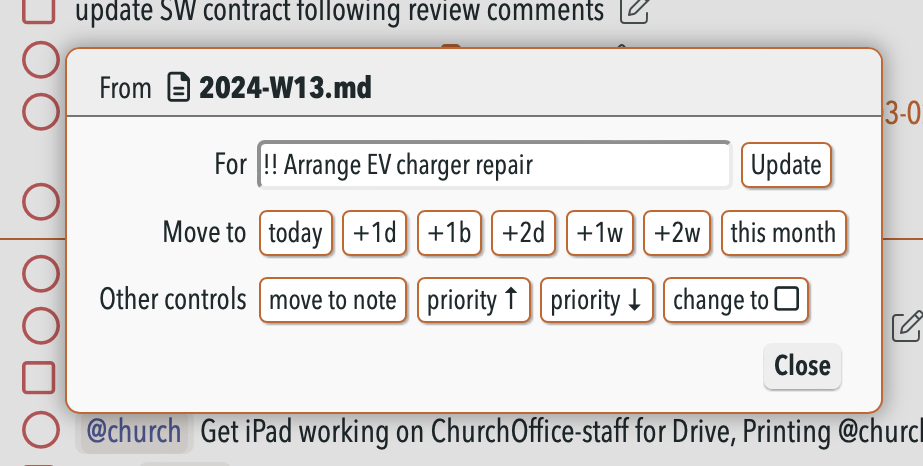 update SW contract following review comments
From 2024-W13.md
3-0
For !! Arrange EV charger repair Update
Move to today +1d +1b +2d +1w +2w this month
Other controls move to note priority ↑ priority ↓ change to
Close
@church Get iPad working on ChurchOffice-staff for Drive, Printing @churc